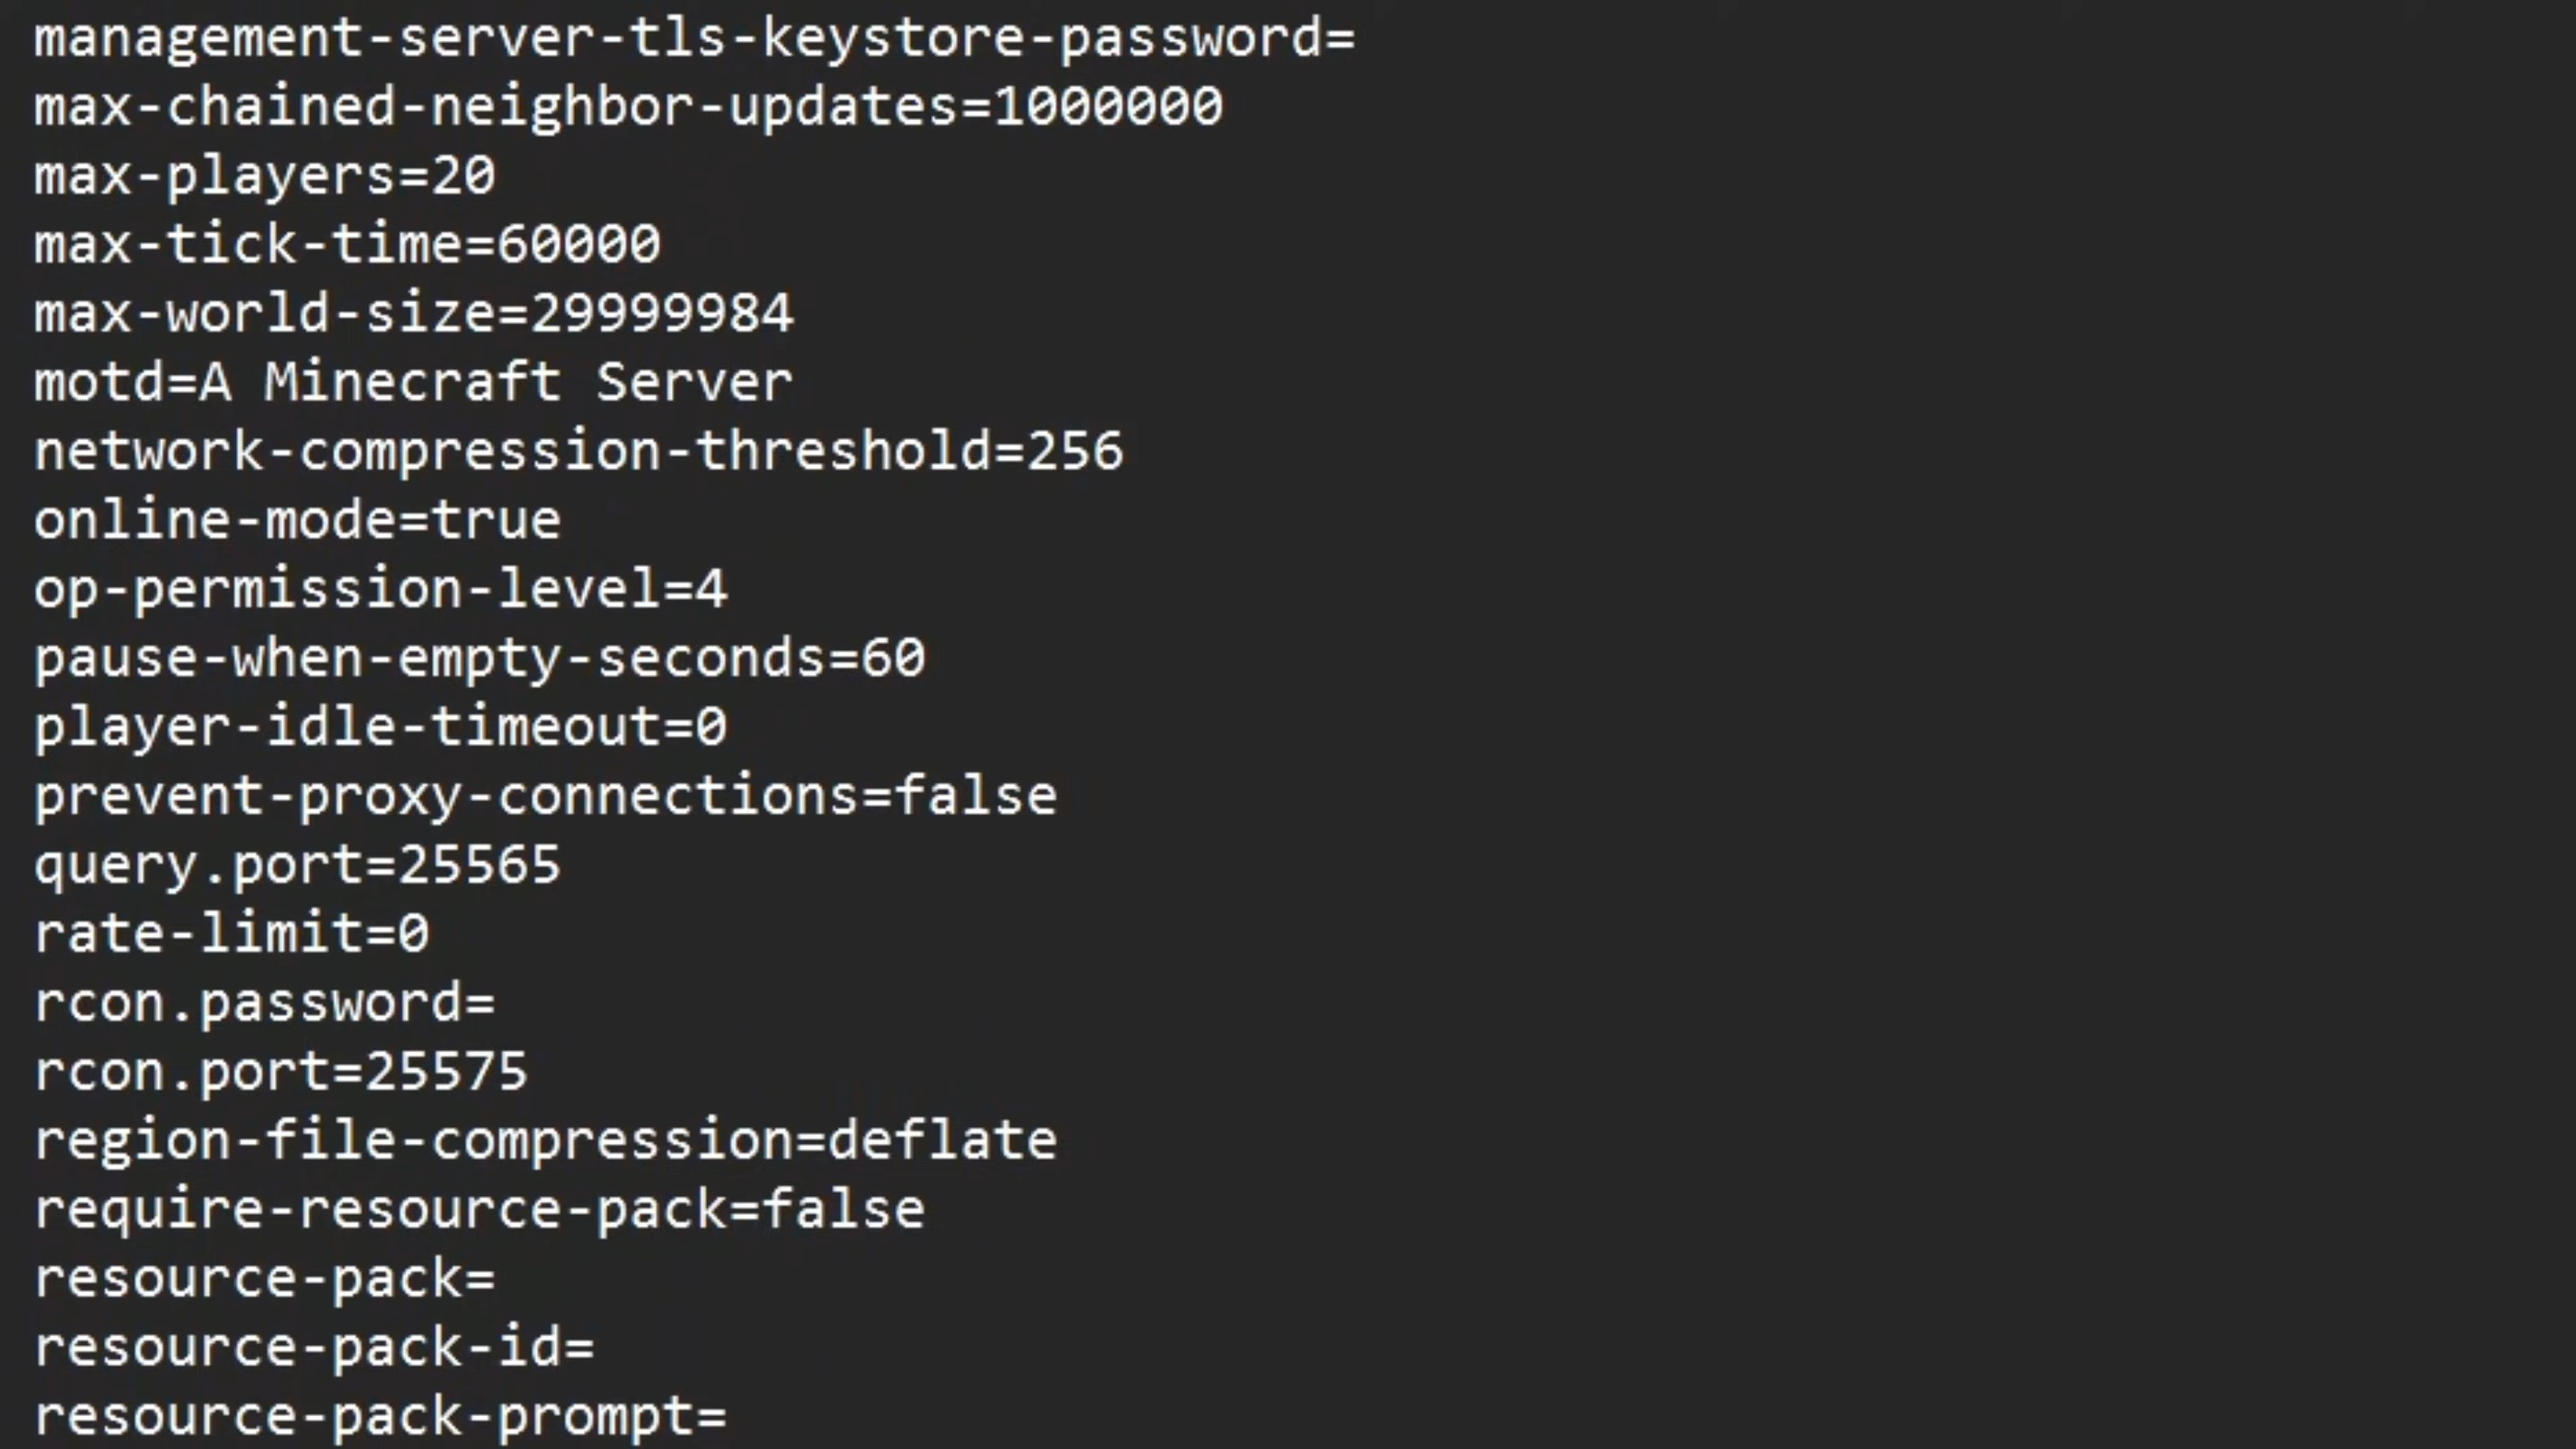 management-server-tls-keystore-password=
max-chained-neighbor-updates=1000000
max-players=20
max-tick-time=60000
max-world-size=29999984
motd=A Minecraft Server
network-compression-threshold=256
online-mode=true
op-permission-level=4
pause-when-empty-seconds=60
player-idle-timeout=0
prevent-proxy-connections=false
query.port=25565
rate-limit=0
rcon.password=
rcon.port=25575
region-file-compression=deflate
require-resource-pack=false
resource-pack=
resource-pack-id=
resource-pack-prompt=